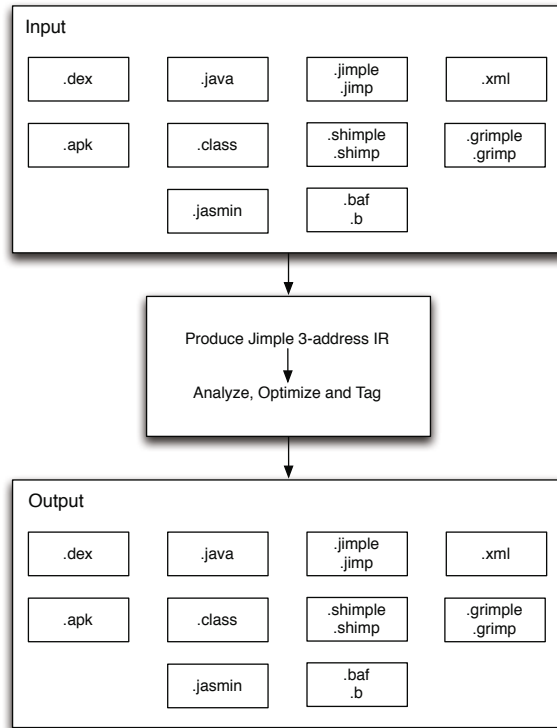 Input
.dex
.java
.jimple
.jimp
.xml
.apk
.class
.shimple
.shimp
.grimple
.grimp
.jasmin
.baf
.b
Produce Jimple 3-address IR
Analyze, Optimize and Tag
Output
.dex
.java
.jimple
.jimp
.xml
.apk
.class
.shimple
.shimp
.grimple
.grimp
.jasmin
.baf
.b